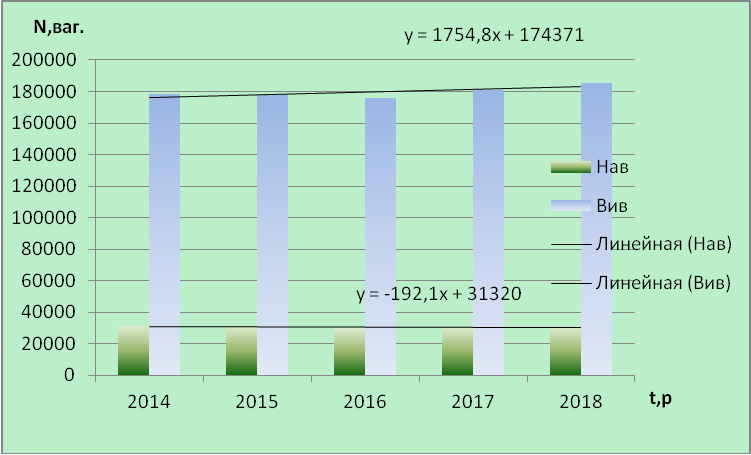 N,ваг.
y = 1754,8x + 174371
200000
180000
160000
140000
120000
100000
80000
60000
40000
20000
0
Нав
Вив
Линейная (Нав)
Линейная (Вив)
y = -192,1x + 31320
2014 2015 2016 2017 2018
t,р